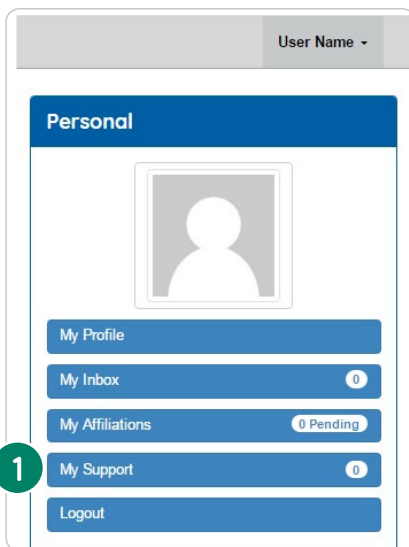 User Name
Personal
My Profile
My Inbox 0
My Affiliations 0 Pending
1 My Support 0
Logout